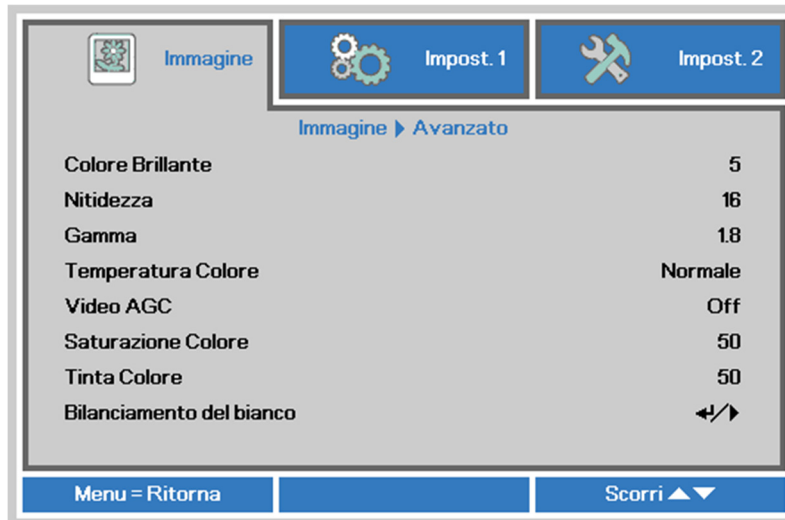 Immagine
Impost. 1
Impost. 2
Immagine ▶ Avanzato
Colore Brillante 5
Nitidezza 16
Gamma 1.8
Temperatura Colore Normale
Video AGC Off
Saturazione Colore 50
Tinta Colore 50
Bilanciamento del bianco ↵/▶
Menu = Ritorna
Scorri ▲▼